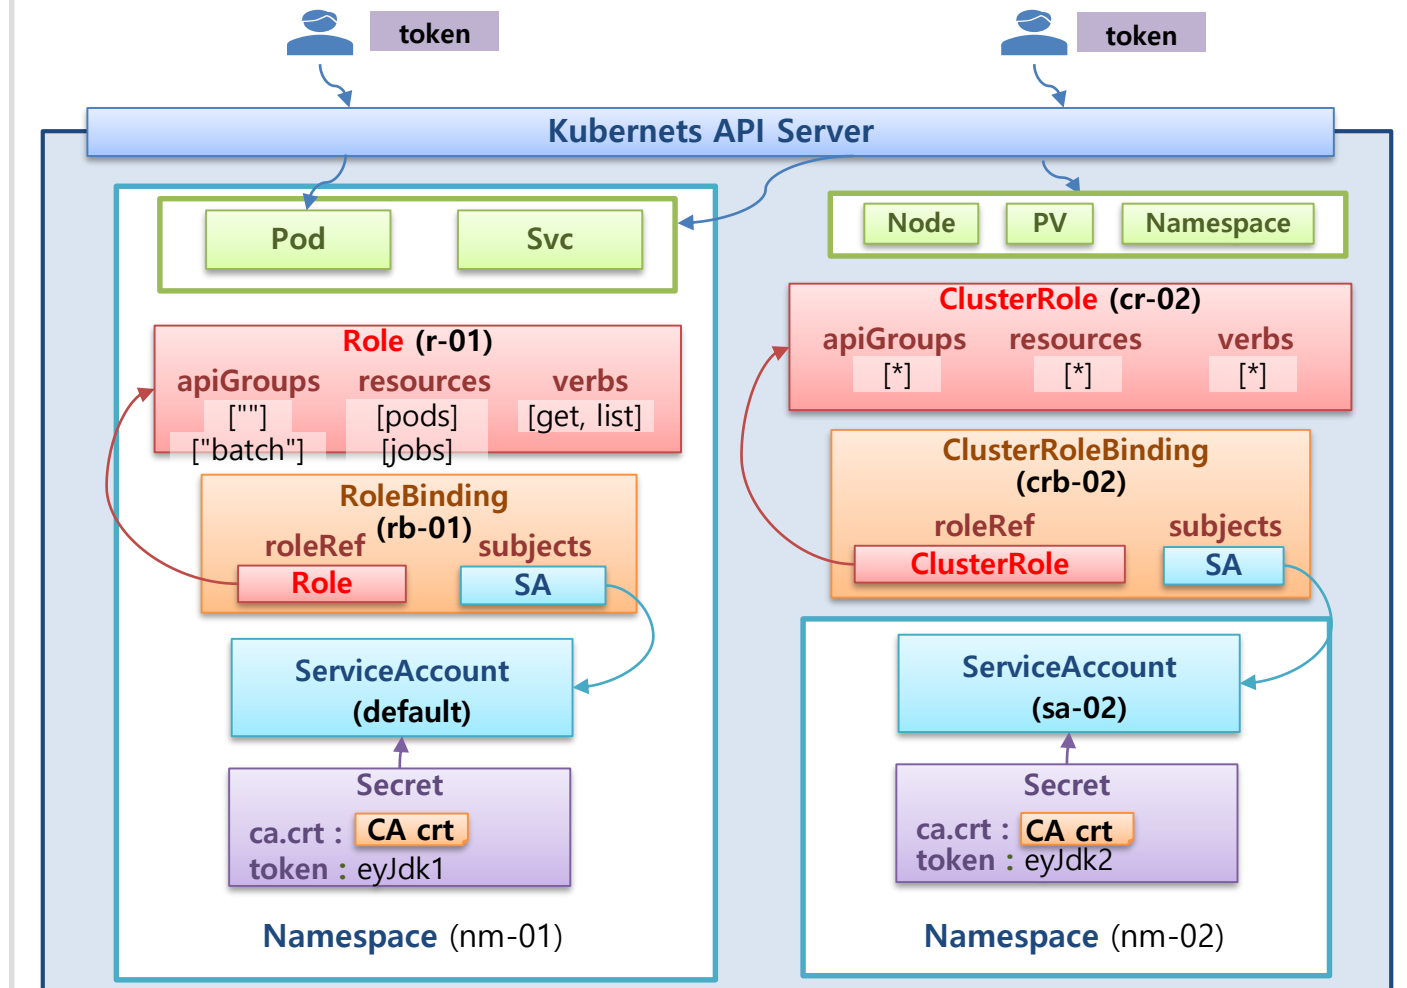 token
token
Kubernets API Server
Pod
Svc
Role (r-01)
apiGroups resources verbs
[""] [pods] [get, list]
["batch"] [jobs]
RoleBinding
(rb-01)
roleRef subjects
Role SA
ServiceAccount
(default)
Secret
ca.crt : CA crt
token : eyJdk1
Namespace (nm-01)
Node PV Namespace
ClusterRole (cr-02)
apiGroups resources verbs
[*] [*] [*]
ClusterRoleBinding
(crb-02)
roleRef subjects
ClusterRole SA
ServiceAccount
(sa-02)
Secret
ca.crt : CA crt
token : eyJdk2
Namespace (nm-02)